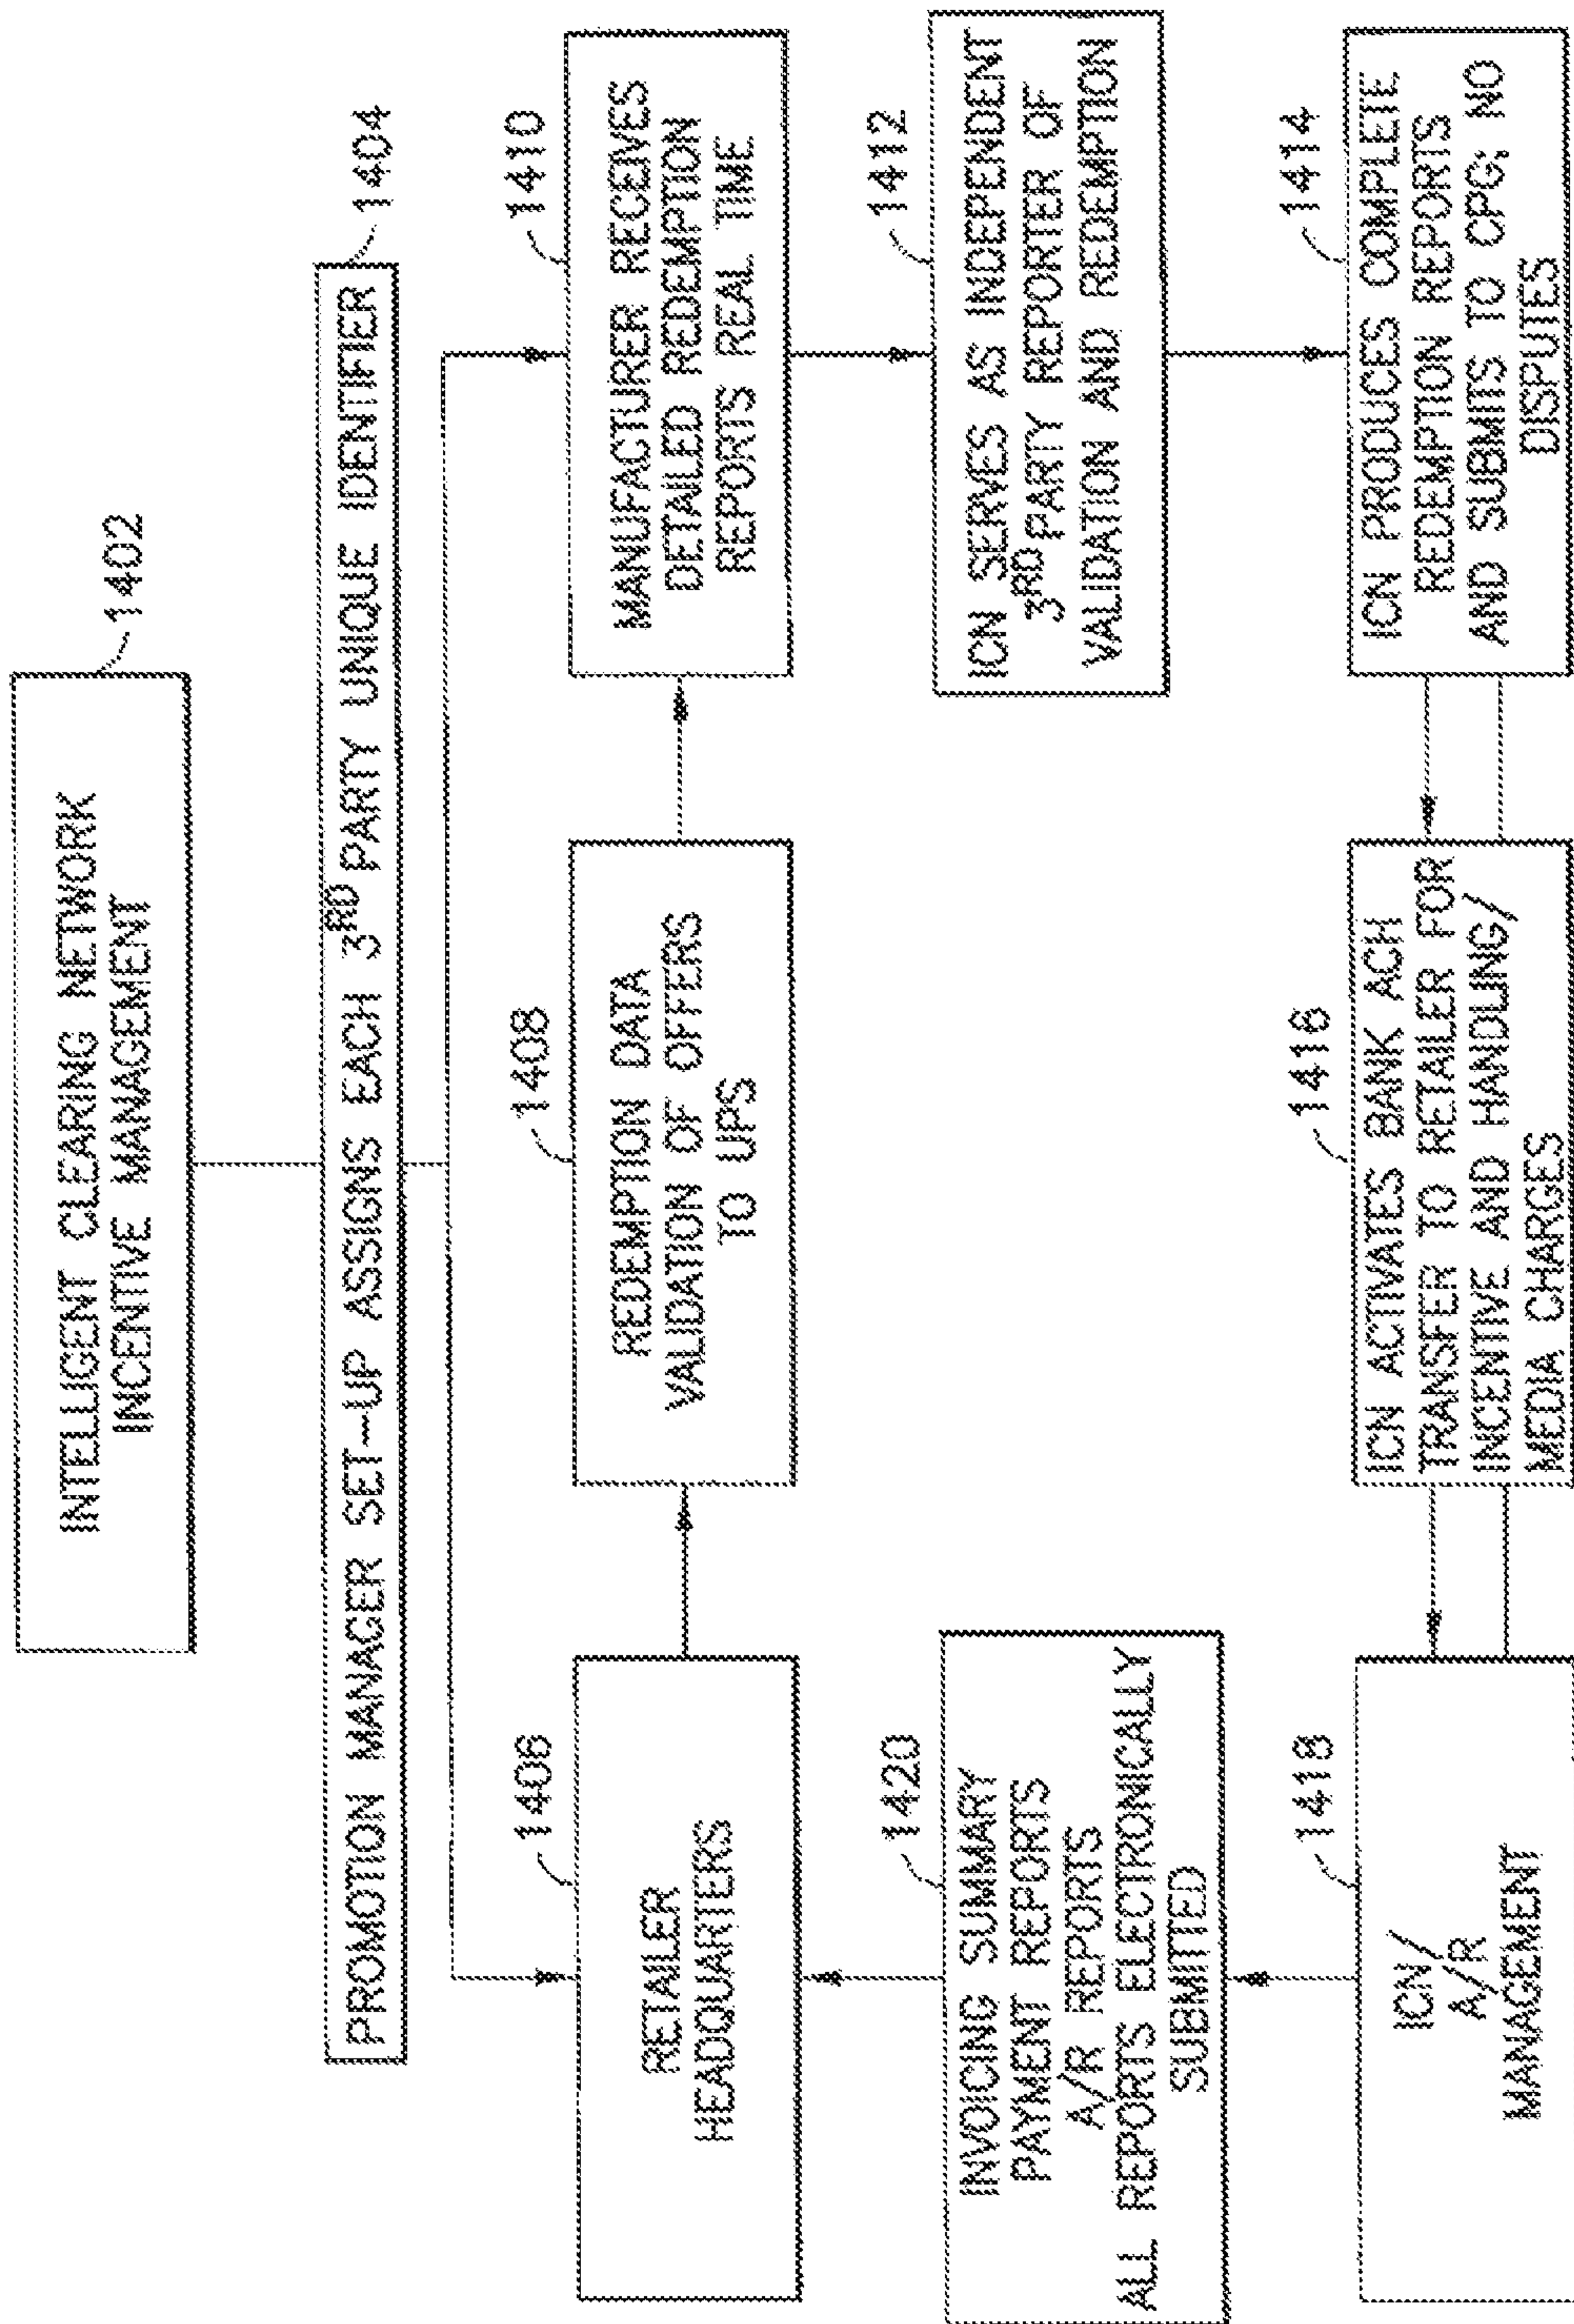 INTELLIGENT CLEARING NETWORK
INCENTIVE MANAGEMENT
1402
PROMOTION MANAGER SET-UP ASSIGNS EACH 3RD PARTY UNIQUE IDENTIFIER
1404
1406
RETAILER
HEADQUARTERS
1408
REDEMPTION DATA
VALIDATION OF OFFERS
TO UPS
1410
MANUFACTURER RECEIVES
DETAILED REDEMPTION
REPORTS REAL TIME
1420
INVOICING SUMMARY
PAYMENT REPORTS
A/R REPORTS
ALL REPORTS ELECTRONICALLY
SUBMITTED
1412
ICN SERVES AS INDEPENDENT
3RD PARTY REPORTER OF
VALIDATION AND REDEMPTION
1418
ICN/
A/R
MANAGEMENT
1416
ICN ACTIVATES BANK ACH
TRANSFER TO RETAILER FOR
INCENTIVE AND HANDLING/
MEDIA CHARGES
1414
ICN PRODUCES COMPLETE
REDEMPTION REPORTS
AND SUBMITS TO CPG; NO
DISPUTES